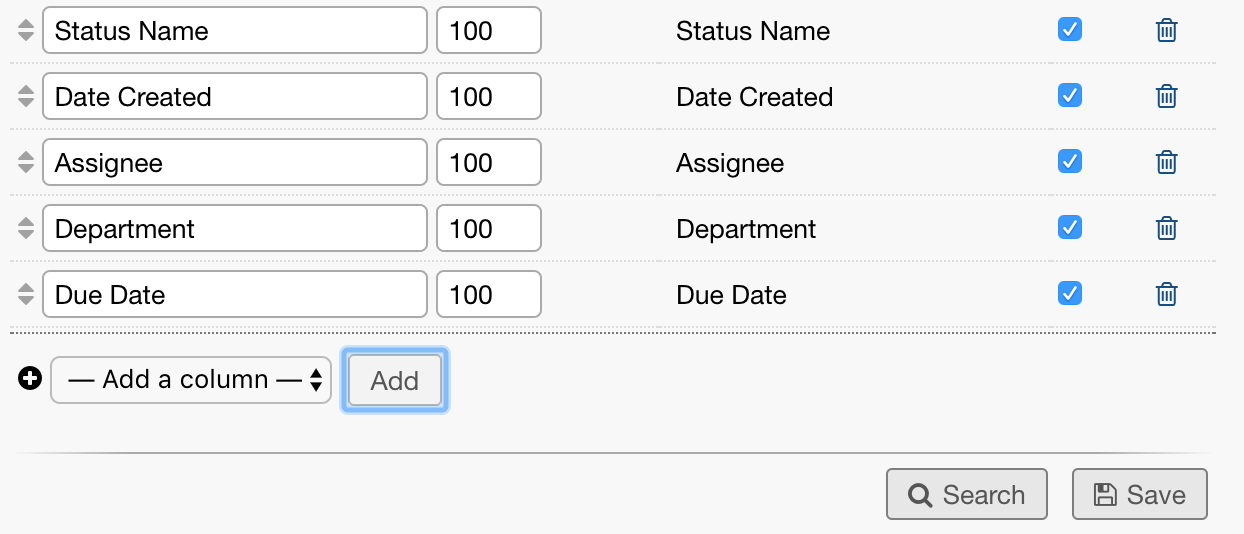 Status Name 100 Status Name
Date Created 100 Date Created
Assignee 100 Assignee
Department 100 Department
Due Date 100 Due Date
— Add a column — Add
Search Save